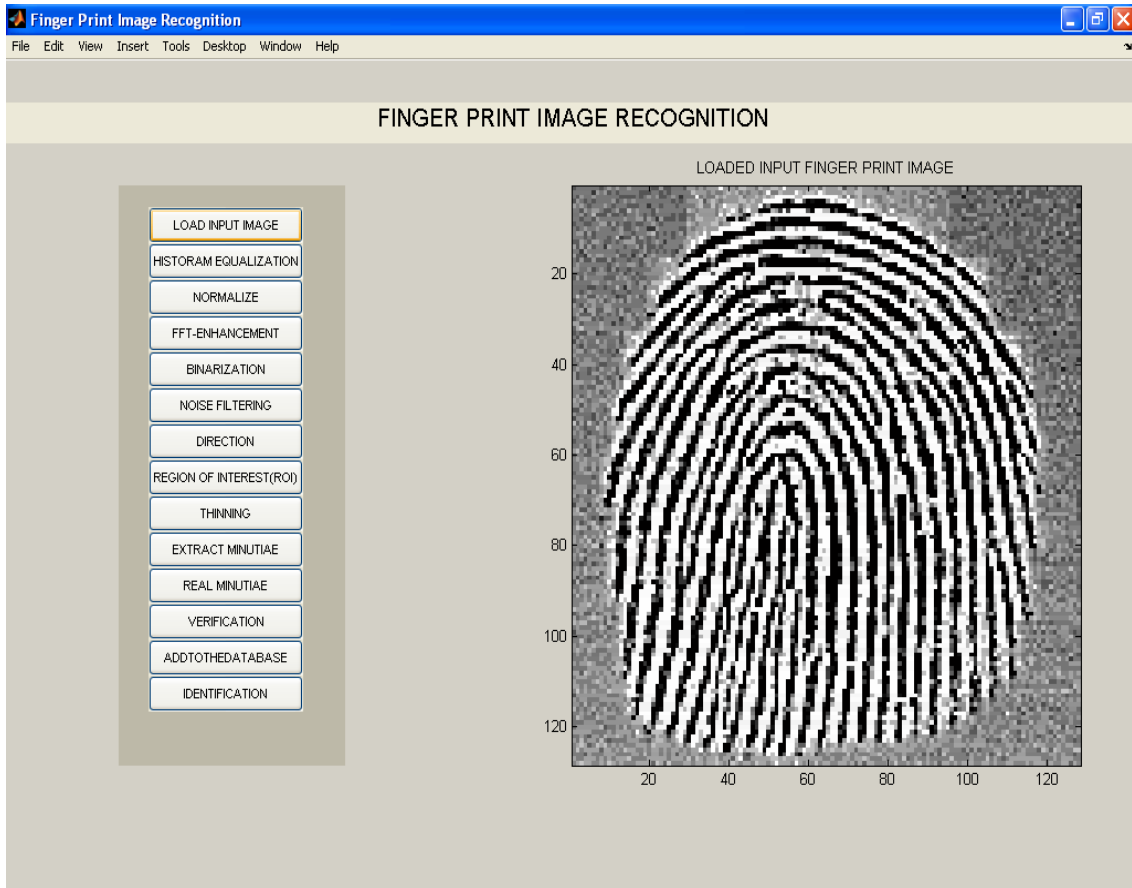 Finger Print Image Recognition
File Edit View Insert Tools Desktop Window Help
FINGER PRINT IMAGE RECOGNITION
LOAD INPUT IMAGE
HISTORAM EQUALIZATION
NORMALIZE
FFT-ENHANCEMENT
BINARIZATION
NOISE FILTERING
DIRECTION
REGION OF INTEREST(ROI)
THINNING
EXTRACT MINUTIAE
REAL MINUTIAE
VERIFICATION
ADDTOTHEDATABASE
IDENTIFICATION
LOADED INPUT FINGER PRINT IMAGE
20
40
60
80
100
120
20 40 60 80 100 120